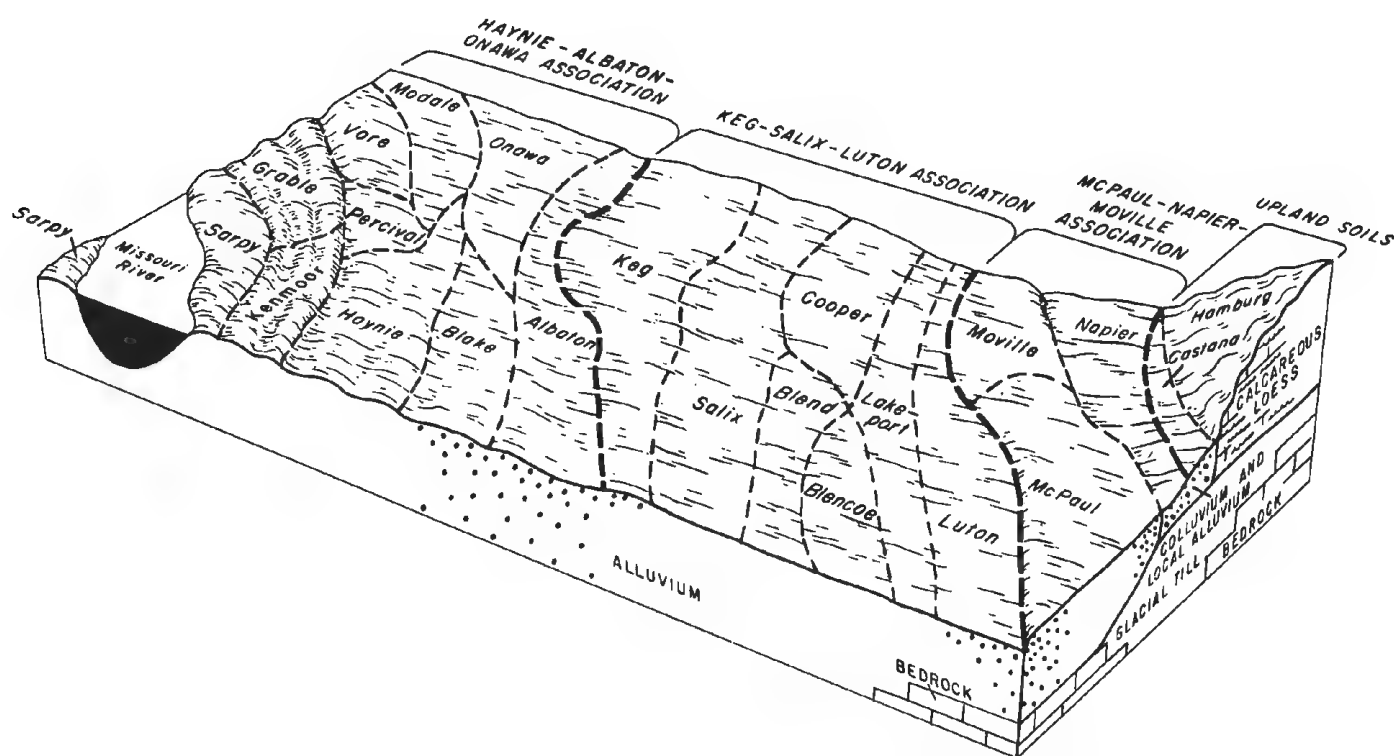 HAYNIE-ALBATON-
ONAWA ASSOCIATION
KEG-SALIX-LUTON ASSOCIATION
MCPAUL-NAPIER-
MOVILLE
ASSOCIATION
UPLAND SOILS
Modale
Vore
Onawa
Grable
Sarpy
Missouri
River
Sarpy
Percival
Kenmoor
Haynie
Blake
Albaton
Keg
Salix
Cooper
Blend
Blencoe
Lake-
port
Luton
Moville
McPaul
Napier
Hamburg
Castana
CALCAREOUS
LOESS
COLLUVIUM AND
LOCAL ALLUVIUM
GLACIAL TILL
BEDROCK
ALLUVIUM
BEDROCK